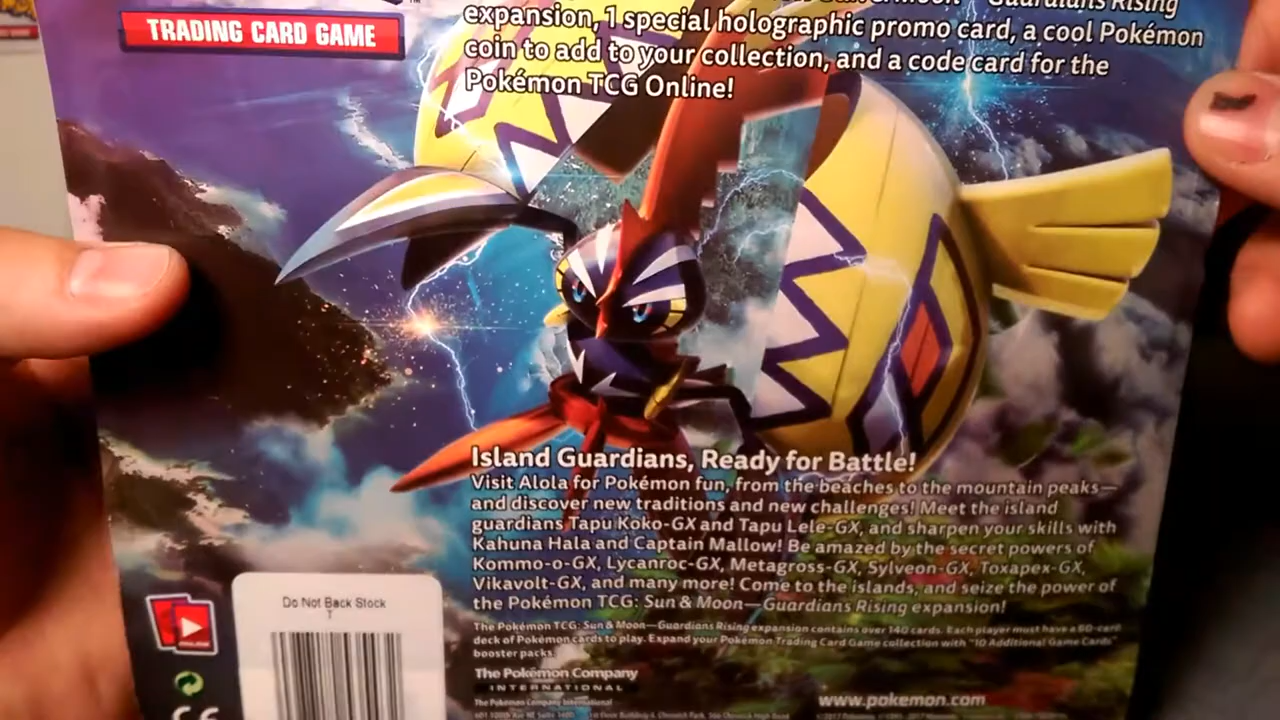 Guardians Rising
TRADING CARD GAME
expansion, 1 special holographic promo card, a cool Pokémon
coin to add to your collection, and a code card for the
Pokémon TCG Online!
Island Guardians, Ready for Battle!
Visit Alola for Pokémon fun, from the beaches to the mountain peaks—
and discover new traditions and new challenges! Meet the island
guardians Tapu Koko-GX and Tapu Lele-GX, and sharpen your skills with
Kahuna Hala and Captain Mallow! Be amazed by the secret powers of
Kommo-o-GX, Lycanroc-GX, Metagross-GX, Sylveon-GX, Toxapex-GX,
Vikavolt-GX, and many more! Come to the islands, and seize the power of
the Pokémon TCG: Sun & Moon—Guardians Rising expansion!
The Pokémon TCG: Sun & Moon—Guardians Rising expansion contains over 140 cards. Each player must have a 60-card
deck of Pokémon cards to play. Expand your Pokémon Trading Card Game collection with "10 Additional Game Cards"
booster packs.
Do Not Back Stock
The Pokémon Company
INTERNATIONAL
The Pokémon Company International
www.pokemon.com
CE